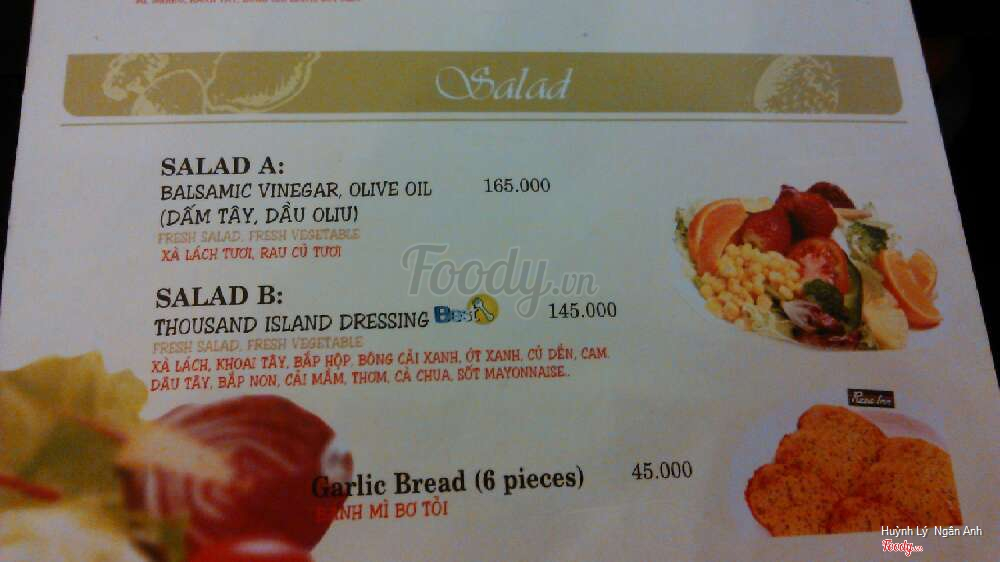 Salad
SALAD A:
BALSAMIC VINEGAR, OLIVE OIL 165.000
(DẤM TÂY, DẦU OLIU)
FRESH SALAD, FRESH VEGETABLE
XÀ LÁCH TƯƠI, RAU CỦ TƯƠI
Foody.vn
SALAD B:
THOUSAND ISLAND DRESSING Best 145.000
FRESH SALAD, FRESH VEGETABLE
XÀ LÁCH, KHOAI TÂY, BẮP HỘP, BÔNG CẢI XANH, ỚT XANH, CỦ DỀN, CAM,
DÂU TÂY, BẮP NON, CẢI MẦM, THƠM, CÀ CHUA, SỐT MAYONNAISE..
Pizza Inn
Garlic Bread (6 pieces) 45.000
BÁNH MÌ BƠ TỎI
Huỳnh Lý Ngân Anh
Foody.vn